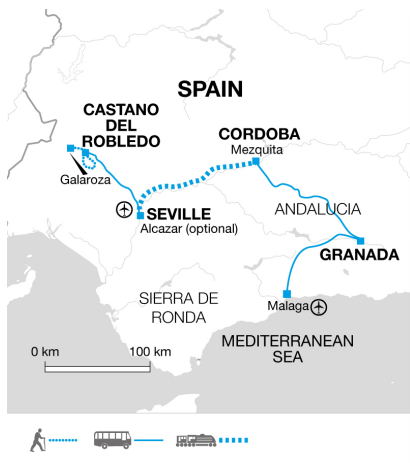 SPAIN
CASTANO
DEL
ROBLEDO
CORDOBA
Mezquita
Galaroza
SEVILLE
Alcazar (optional)
ANDALUCIA
GRANADA
SIERRA DE
RONDA
Malaga
MEDITERRANEAN
SEA
0 km
100 km